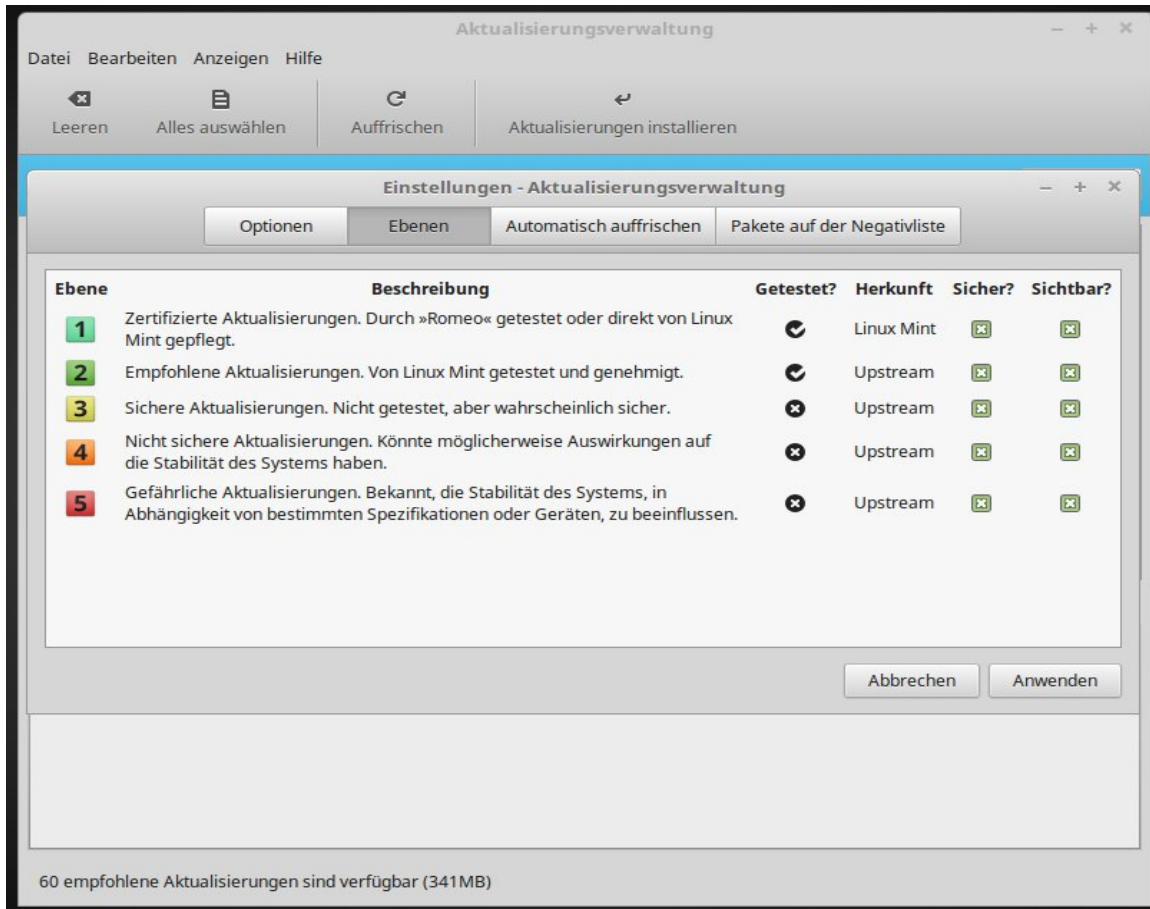 Aktualisierungsverwaltung
Datei Bearbeiten Anzeigen Hilfe
Leeren Alles auswählen Auffrischen Aktualisierungen installieren
Einstellungen - Aktualisierungsverwaltung
Optionen Ebenen Automatisch auffrischen Pakete auf der Negativliste
Ebene Beschreibung Getestet? Herkunft Sicher? Sichtbar?
1 Zertifizierte Aktualisierungen. Durch »Romeo« getestet oder direkt von Linux
Mint gepflegt. Linux Mint
2 Empfohlene Aktualisierungen. Von Linux Mint getestet und genehmigt. Upstream
3 Sichere Aktualisierungen. Nicht getestet, aber wahrscheinlich sicher. Upstream
4 Nicht sichere Aktualisierungen. Könnte möglicherweise Auswirkungen auf
die Stabilität des Systems haben. Upstream
5 Gefährliche Aktualisierungen. Bekannt, die Stabilität des Systems, in
Abhängigkeit von bestimmten Spezifikationen oder Geräten, zu beeinflussen. Upstream
Abbrechen Anwenden
60 empfohlene Aktualisierungen sind verfügbar (341MB)